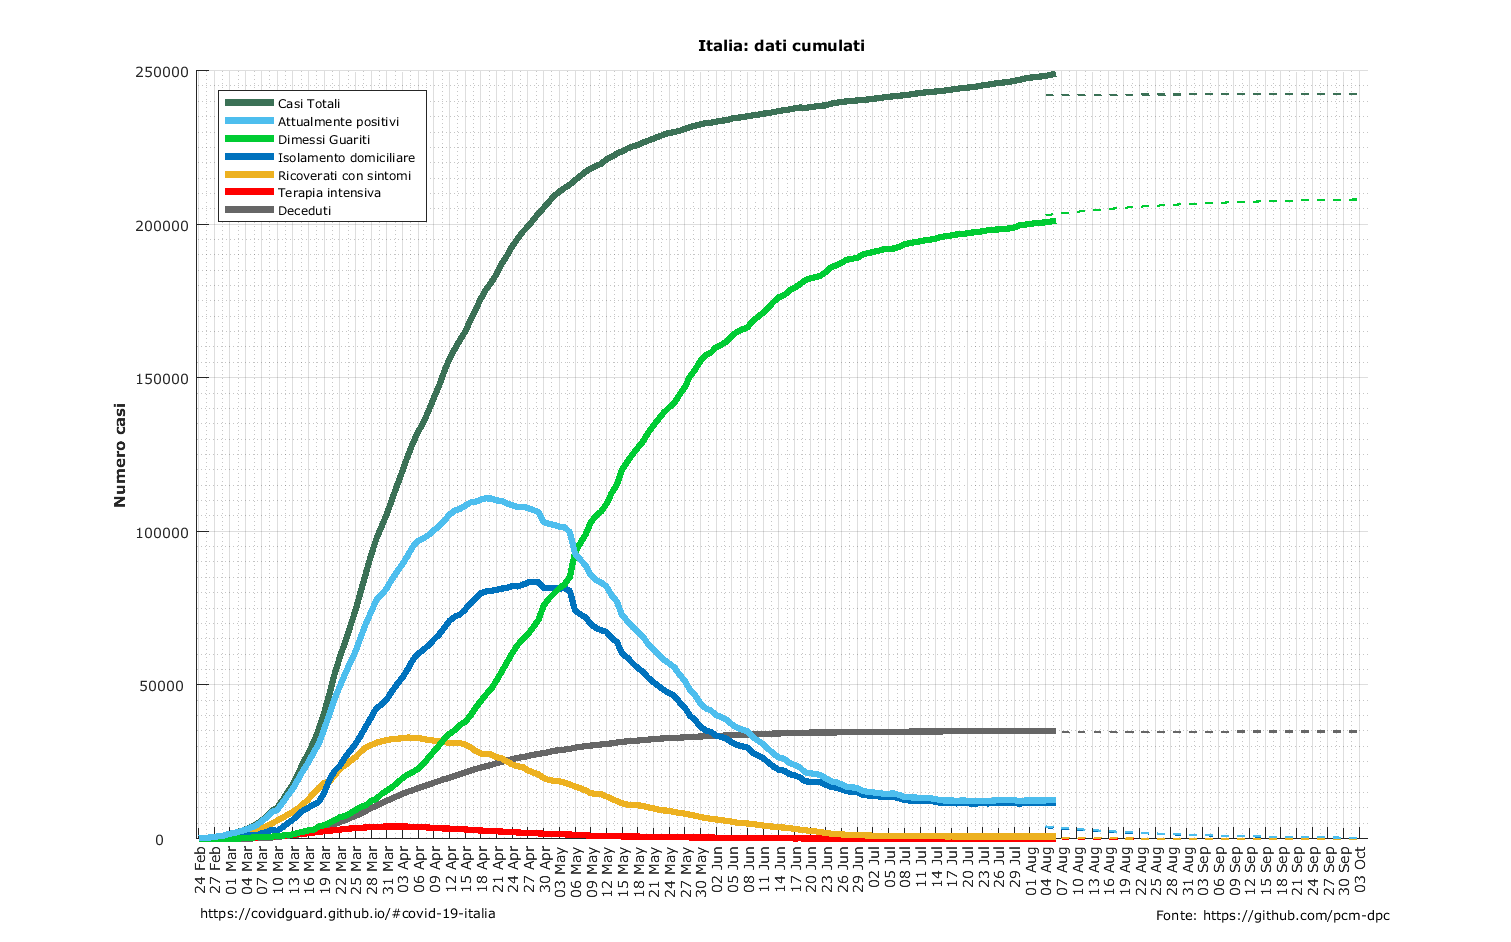 Italia: dati cumulati
250000
200000
150000
100000
50000
0
Numero casi
Casi Totali
Attualmente positivi
Dimessi Guariti
Isolamento domiciliare
Ricoverati con sintomi
Terapia intensiva
Deceduti
24 Feb
27 Feb
01 Mar
04 Mar
07 Mar
10 Mar
13 Mar
16 Mar
19 Mar
22 Mar
25 Mar
28 Mar
31 Mar
03 Apr
06 Apr
09 Apr
12 Apr
15 Apr
18 Apr
21 Apr
24 Apr
27 Apr
30 Apr
03 May
06 May
09 May
12 May
15 May
18 May
21 May
24 May
27 May
30 May
02 Jun
05 Jun
08 Jun
11 Jun
14 Jun
17 Jun
20 Jun
23 Jun
26 Jun
29 Jun
02 Jul
05 Jul
08 Jul
11 Jul
14 Jul
17 Jul
20 Jul
23 Jul
26 Jul
29 Jul
01 Aug
04 Aug
07 Aug
10 Aug
13 Aug
16 Aug
19 Aug
22 Aug
25 Aug
28 Aug
31 Aug
03 Sep
06 Sep
09 Sep
12 Sep
15 Sep
18 Sep
21 Sep
24 Sep
27 Sep
30 Sep
03 Oct
https://covidguard.github.io/#covid-19-italia
Fonte: https://github.com/pcm-dpc